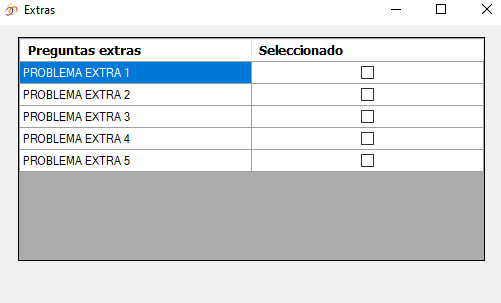 Extras
Preguntas extras Seleccionado
PROBLEMA EXTRA 1
PROBLEMA EXTRA 2
PROBLEMA EXTRA 3
PROBLEMA EXTRA 4
PROBLEMA EXTRA 5